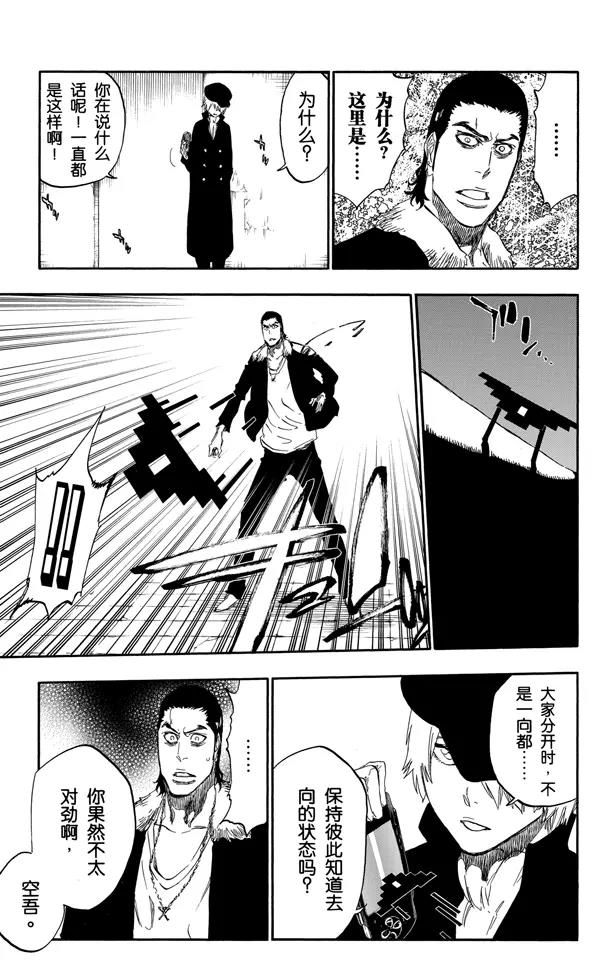 ……
为什么？
这里是……
为什么？
你在说什么
话呢！一直都
是这样啊！
大家分开时，不
是一向都……
保持彼此知道去
向的状态吗？
……
你果然不太
对劲啊，
空吾。